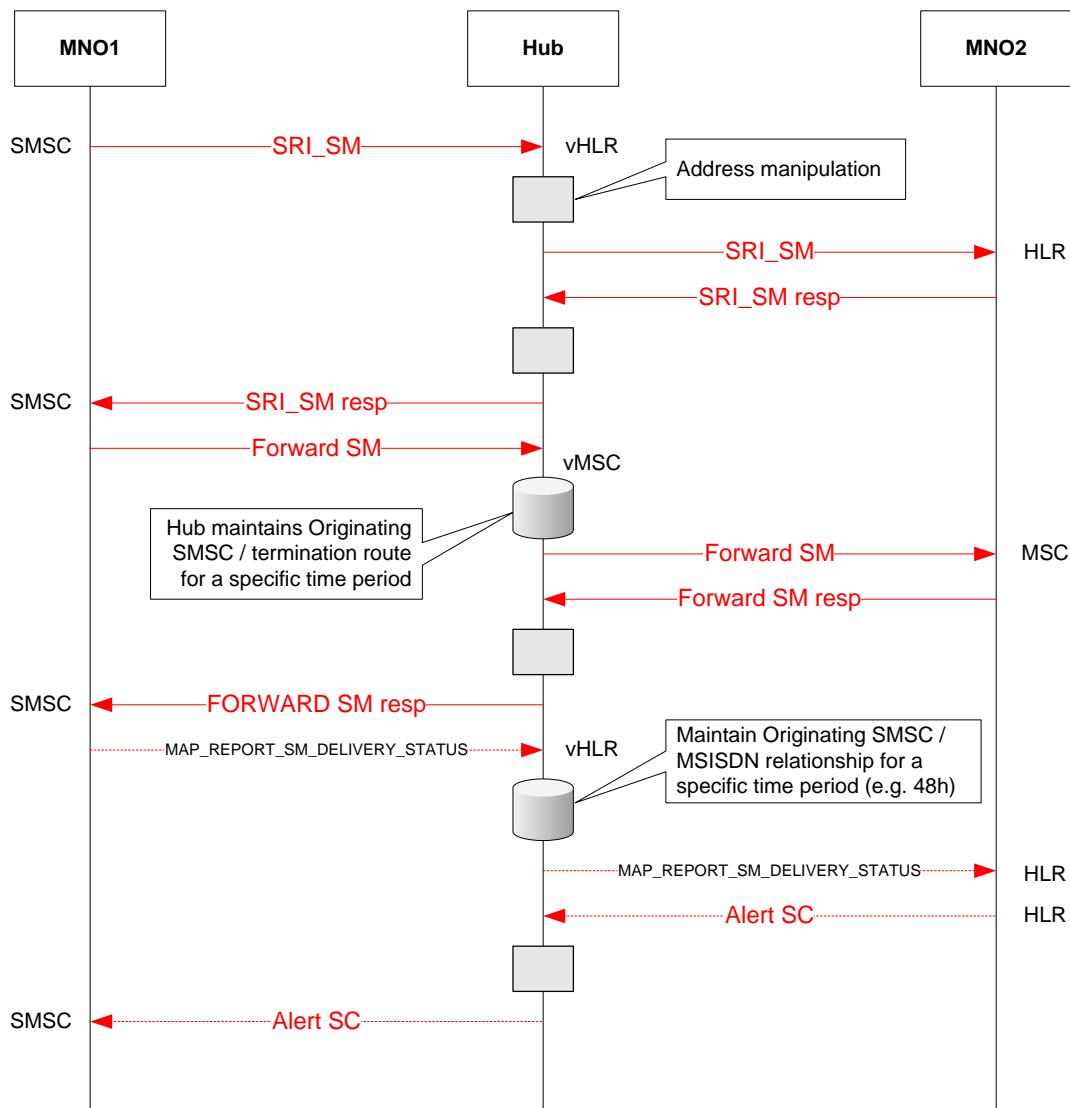 MNO1
Hub
MNO2
SMSC
SRI_SM
vHLR
Address manipulation
SRI_SM
HLR
SRI_SM resp
SMSC
SRI_SM resp
Forward SM
vMSC
Hub maintains Originating
SMSC / termination route
for a specific time period
Forward SM
MSC
Forward SM resp
SMSC
FORWARD SM resp
MAP_REPORT_SM_DELIVERY_STATUS
vHLR
Maintain Originating SMSC /
MSISDN relationship for a
specific time period (e.g. 48h)
MAP_REPORT_SM_DELIVERY_STATUS
HLR
Alert SC
HLR
SMSC
Alert SC